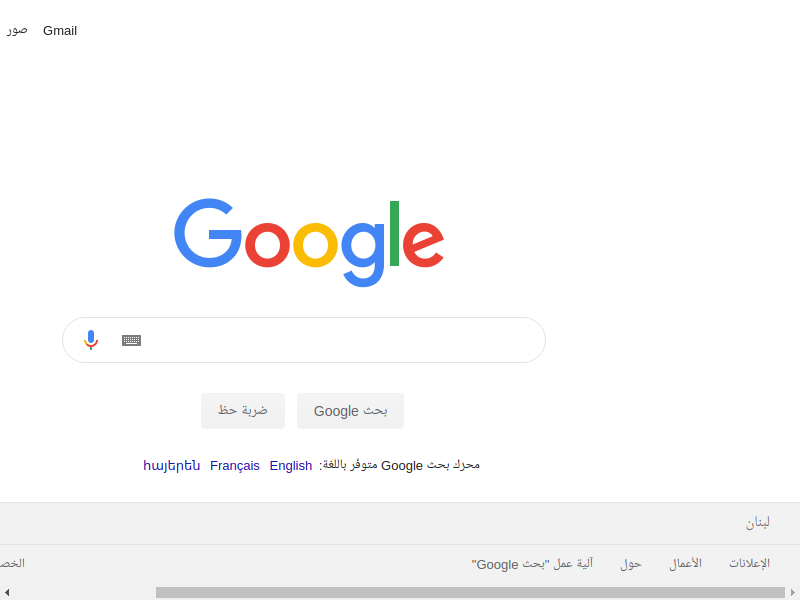 Gmail صور
Google
بحث Google ضربة حظ
محرك بحث Google متوفّر باللغة: English Français հայերեն
لبنان
الإعلانات الأعمال حول آلية عمل "بحث Google"